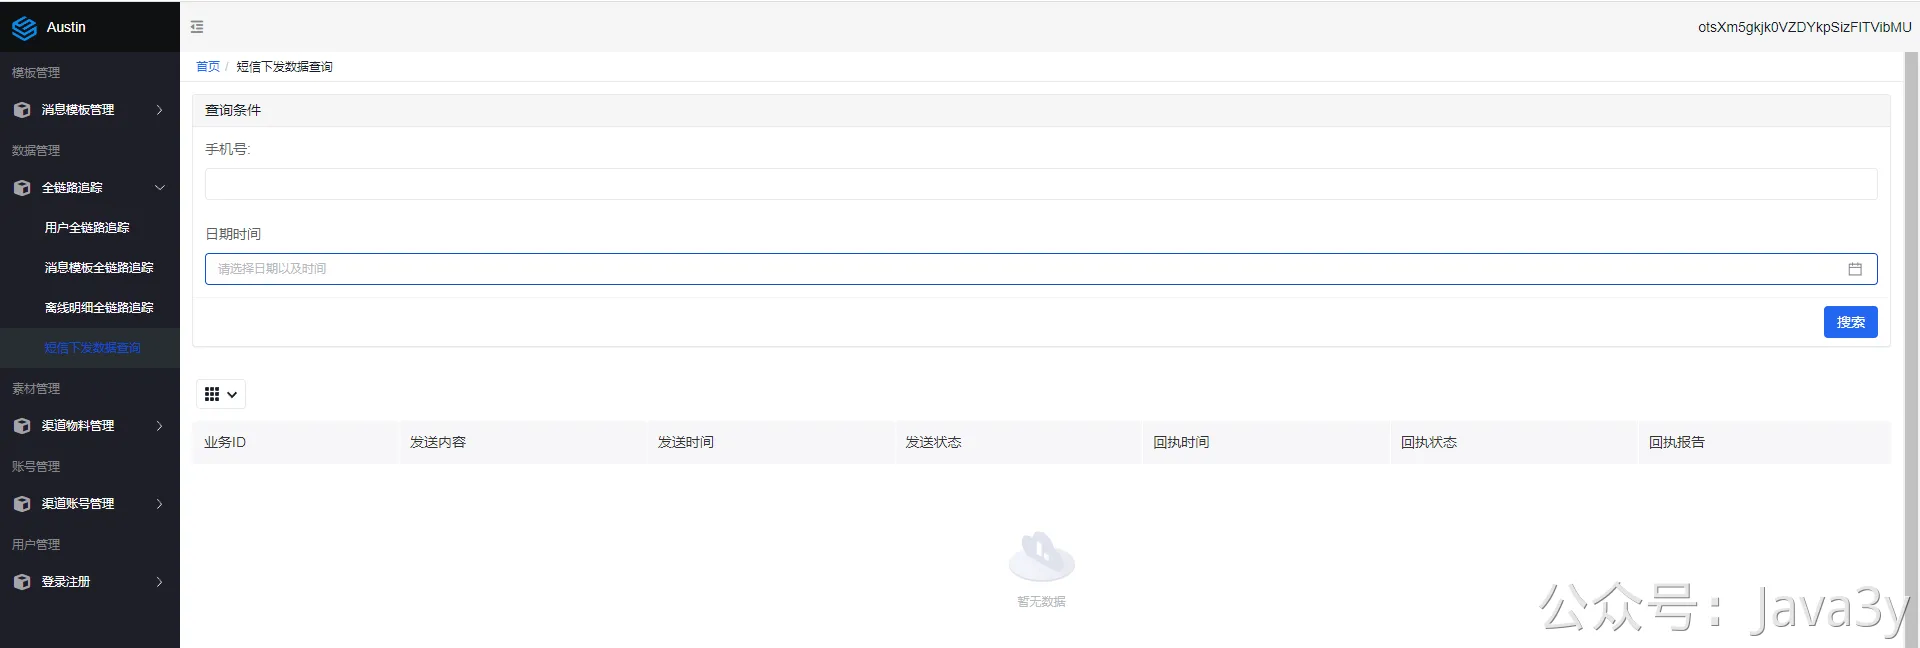 Austin
otsXm5gkjk0VZDYkpSizFITVibMU
模板管理
消息模板管理
数据管理
全链路追踪
用户全链路追踪
消息模板全链路追踪
离线明细全链路追踪
短信下发数据查询
素材管理
渠道物料管理
账号管理
渠道账号管理
用户管理
登录注册
首页 / 短信下发数据查询
查询条件
手机号:
日期时间
请选择日期以及时间
搜索
业务ID 发送内容 发送时间 发送状态 回执时间 回执状态 回执报告
暂无数据
公众号：Java3y